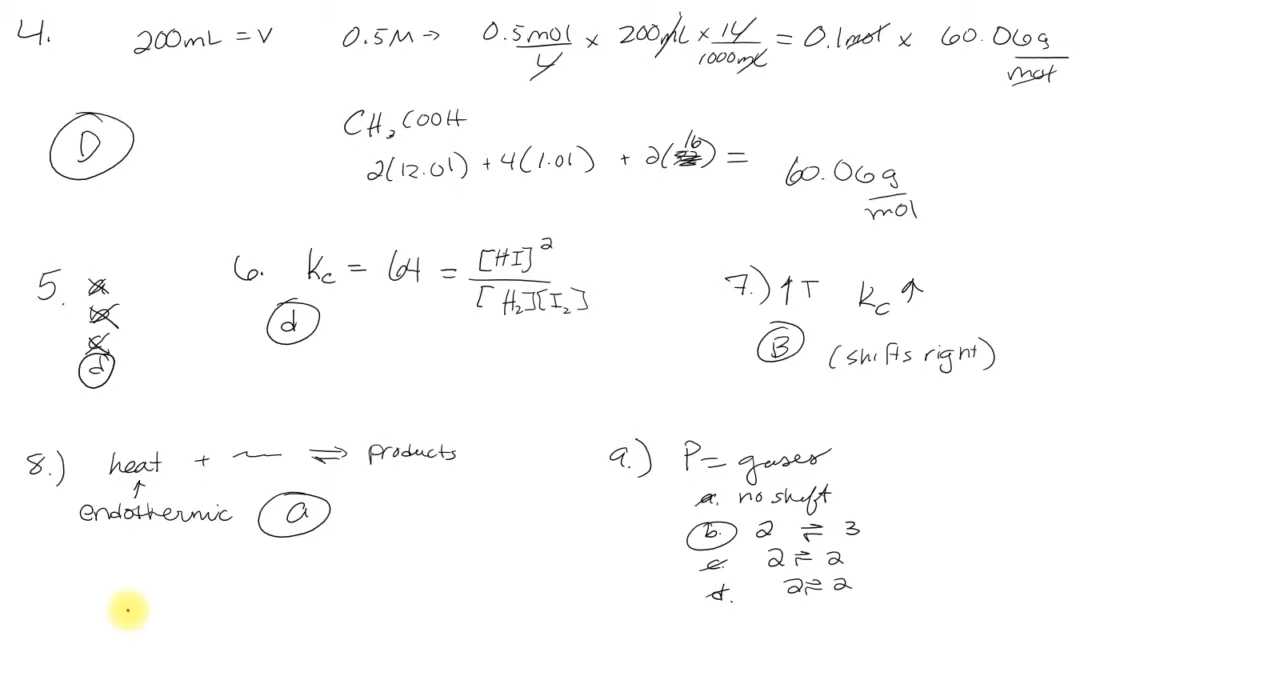 4. 200mL = V 0.5M → 0.5mol/L × 200mL × 1L/1000mL = 0.1mol × 60.06g/mol
D
CH₃COOH
2(12.01) + 4(1.01) + 2(16) = 60.06g/mol
5. a
b
c
d
6. Kc = 64 = [HI]²/[H₂][I₂]
d
7.) ↑T Kc↑
B (shifts right)
8.) heat + ⇌ products
↑
endothermic a
9.) P = gases
a. no shift
b. 2 ⇌ 3
c. 2 ⇌ 2
d. 2 ⇌ 2